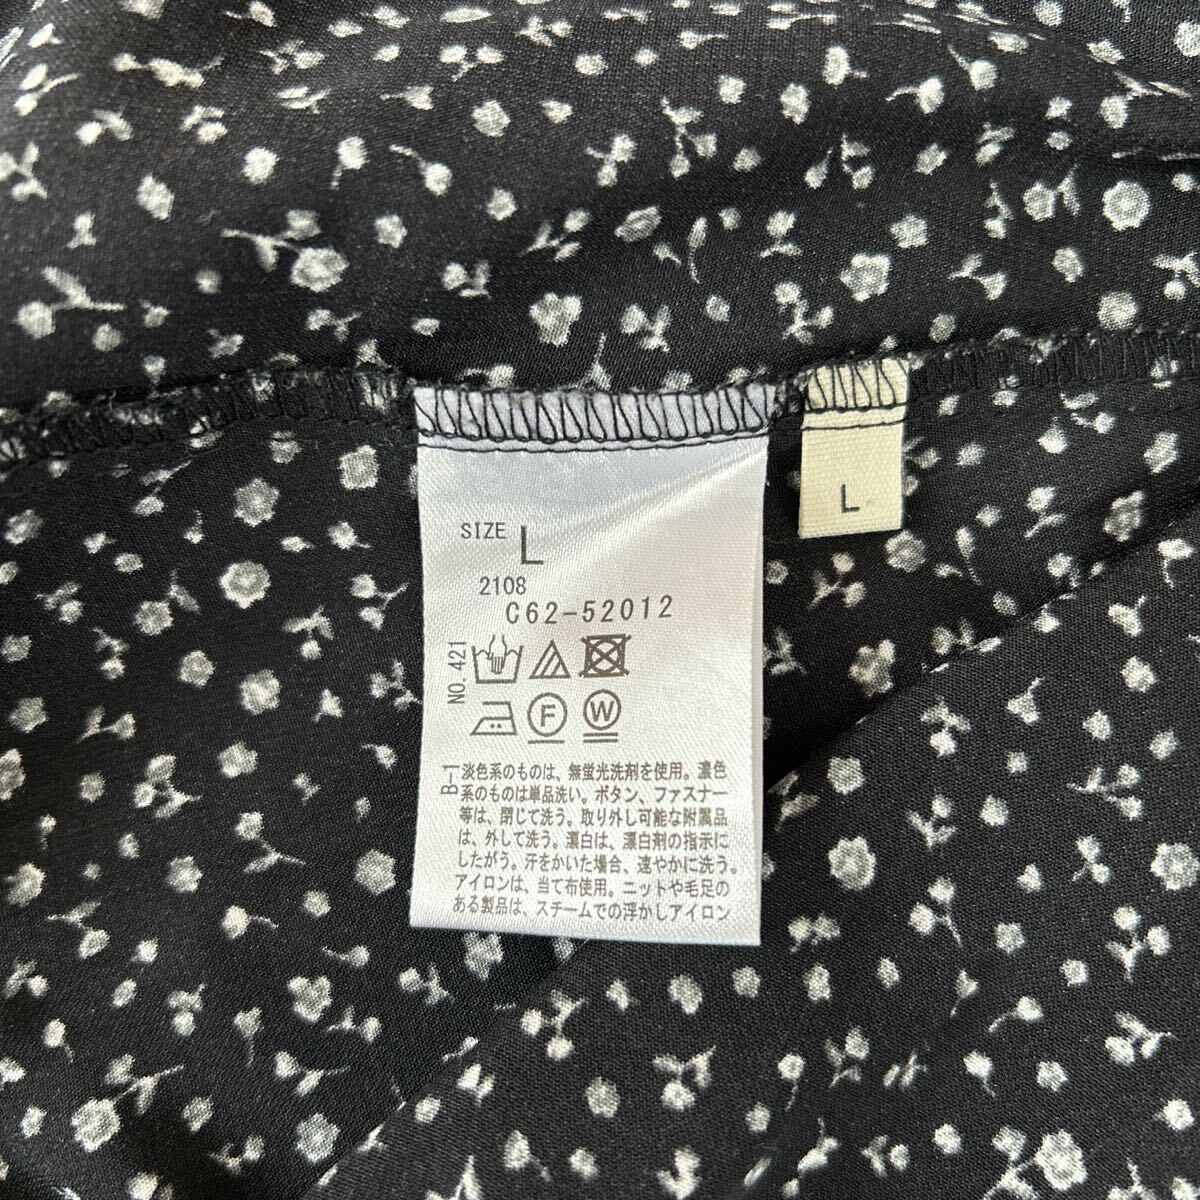 SIZE L
L
2108
C62-52012
NO.421
F W
B-1
淡色系のものは、無蛍光洗剤を使用。濃色
系のものは単品洗い。ボタン、ファスナー
等は、閉じて洗う。取り外し可能な附属品
は、外して洗う。漂白は、漂白剤の指示に
したがう。汗をかいた場合、速やかに洗う。
アイロンは、当て布使用。ニットや毛足の
ある製品は、スチームでの浮かしアイロン